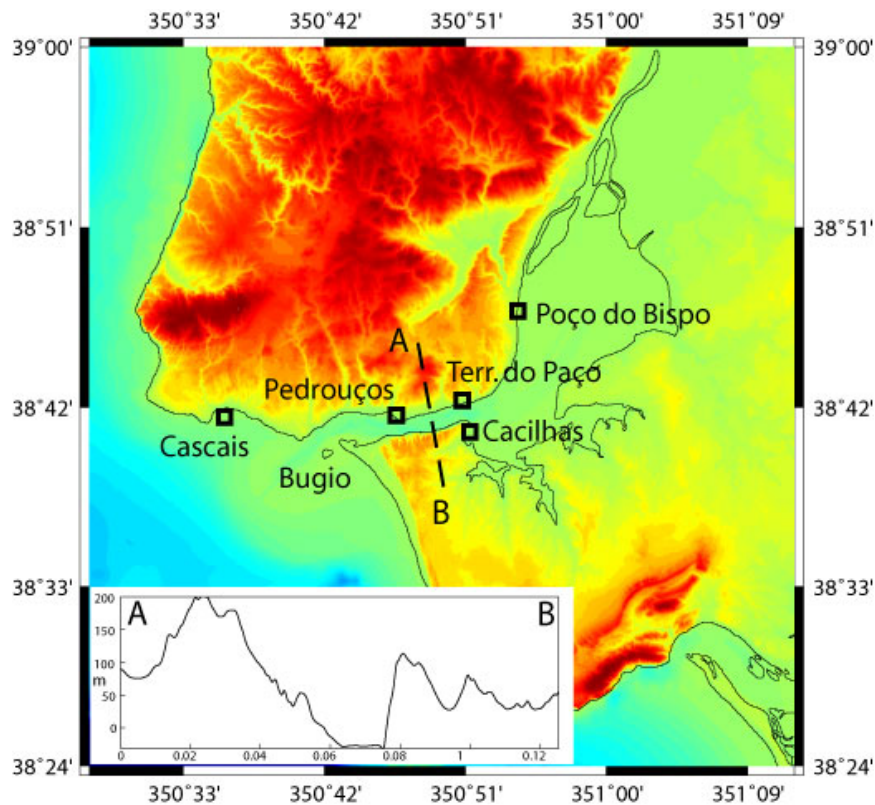 350°33' 350°42' 350°51' 351°00' 351°09'
39°00' 39°00'
38°51' 38°51'
Poço do Bispo
A
Terr. do Paço
Pedrouços
38°42' 38°42'
Cascais
Cacilhas
Bugio
B
38°33' 38°33'
200
A B
150
100
m
50
0
0 0.02 0.04 0.06 0.08 1 0.12
38°24' 38°24'
350°33' 350°42' 350°51' 351°00' 351°09'